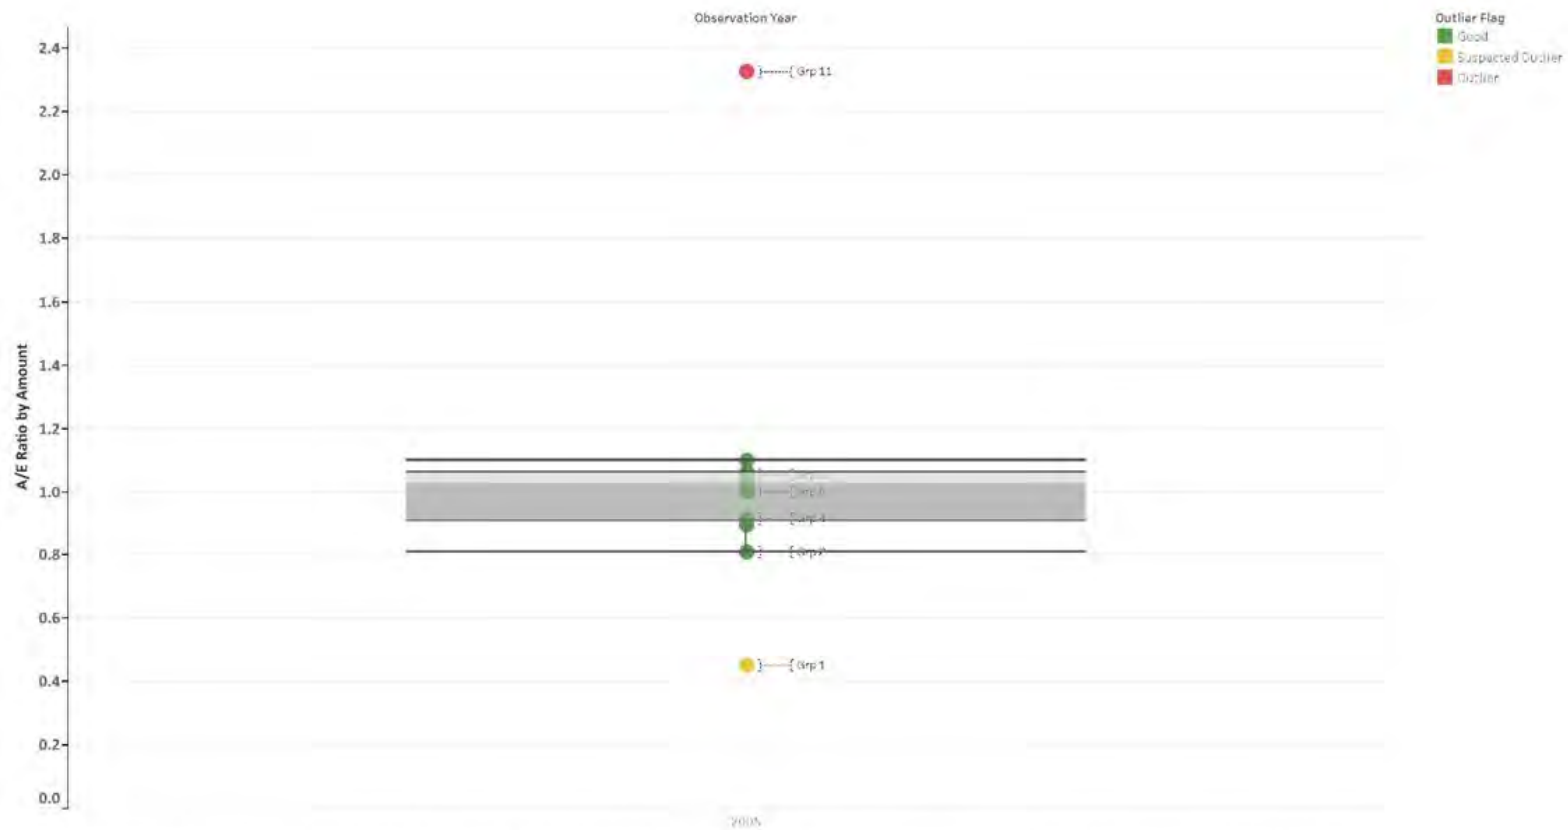 Observation Year
Outlier Flag
Good
Suspected Outlier
Outlier
2.4
Grp 11
2.2
2.0
1.8
1.6
1.4
A/E Ratio by Amount
1.2
1.0
Grp 4
0.8
0.6
Grp 1
0.4
0.2
0.0